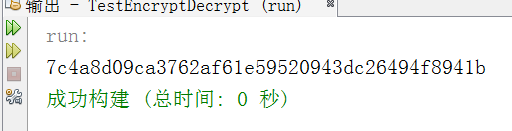 输出 - TestEncryptDecrypt (run)
run:
7c4a8d09ca3762af61e59520943dc26494f8941b
成功构建 (总时间: 0 秒)